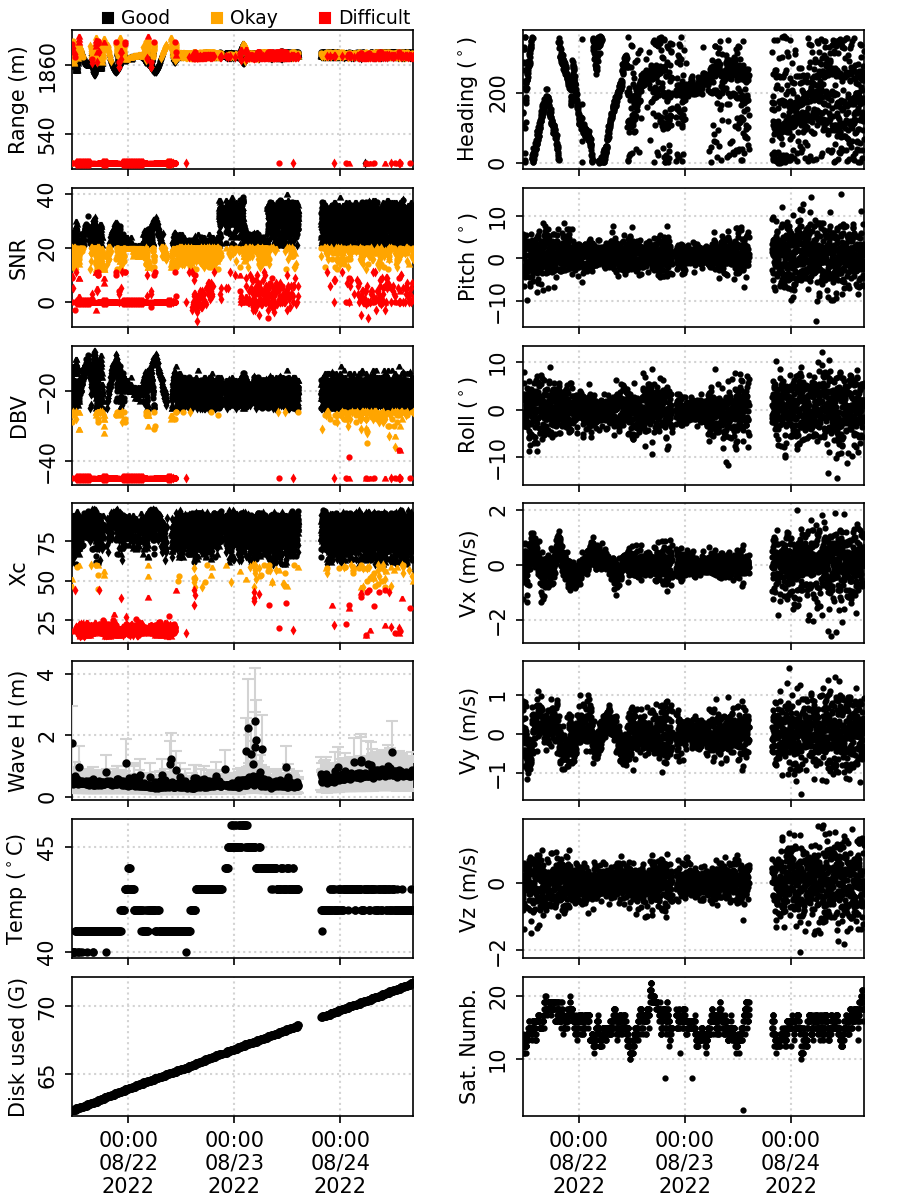 Good Okay Difficult
Range (m)
1860
540
Heading (°)
200
0
SNR
40
20
0
Pitch (°)
10
0
−10
DBV
−20
−40
Roll (°)
10
0
−10
Xc
75
50
25
Vx (m/s)
2
0
−2
Wave H (m)
4
2
0
Vy (m/s)
1
−1
Temp (°C)
45
40
Vz (m/s)
0
−2
Disk used (G)
70
65
Sat. Numb.
20
10
00:00 00:00 00:00
08/22 08/23 08/24
2022 2022 2022
00:00 00:00 00:00
08/22 08/23 08/24
2022 2022 2022